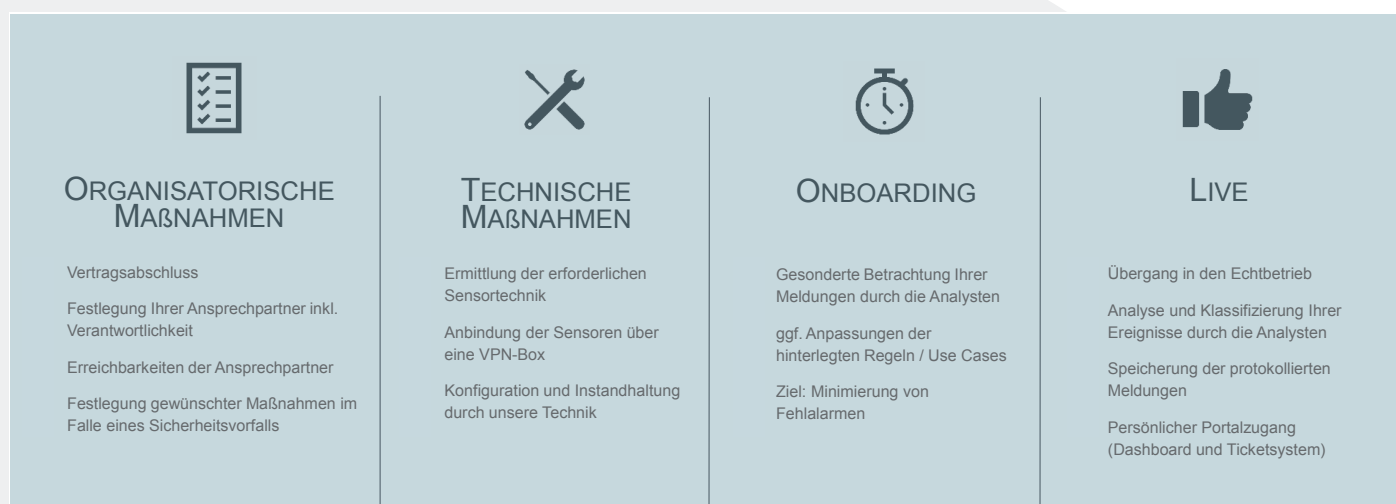 ORGANISATORISCHE
MAßNAHMEN
Vertragsabschluss
Festlegung Ihrer Ansprechpartner inkl.
Verantwortlichkeit
Erreichbarkeiten der Ansprechpartner
Festlegung gewünschter Maßnahmen im
Falle eines Sicherheitsvorfalls
TECHNISCHE
MAßNAHMEN
Ermittlung der erforderlichen
Sensortechnik
Anbindung der Sensoren über
eine VPN-Box
Konfiguration und Instandhaltung
durch unsere Technik
ONBOARDING
Gesonderte Betrachtung Ihrer
Meldungen durch die Analysten
ggf. Anpassungen der
hinterlegten Regeln / Use Cases
Ziel: Minimierung von
Fehlalarmen
LIVE
Übergang in den Echtbetrieb
Analyse und Klassifizierung Ihrer
Ereignisse durch die Analysten
Speicherung der protokollierten
Meldungen
Persönlicher Portalzugang
(Dashboard und Ticketsystem)